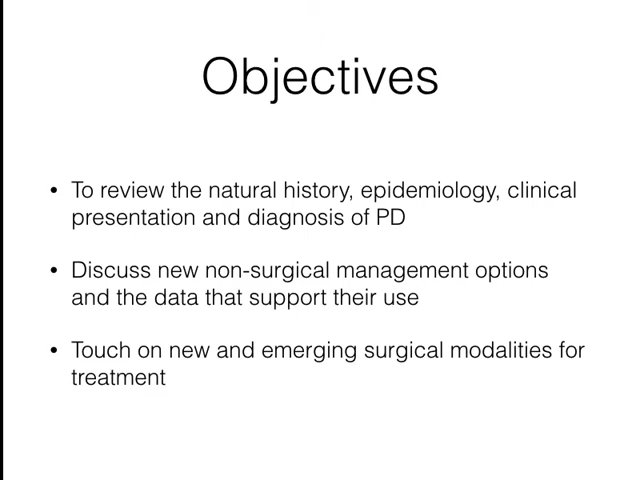 Objectives
• To review the natural history, epidemiology, clinical
presentation and diagnosis of PD
• Discuss new non-surgical management options
and the data that support their use
• Touch on new and emerging surgical modalities for
treatment